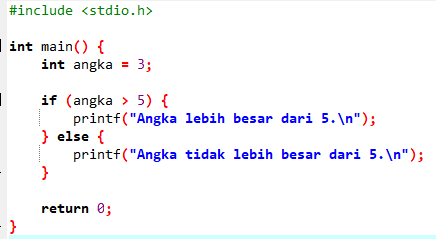 #include <stdio.h>
int main() {
int angka = 3;
if (angka > 5) {
printf("Angka lebih besar dari 5.\n");
} else {
printf("Angka tidak lebih besar dari 5.\n");
}
return 0;
}